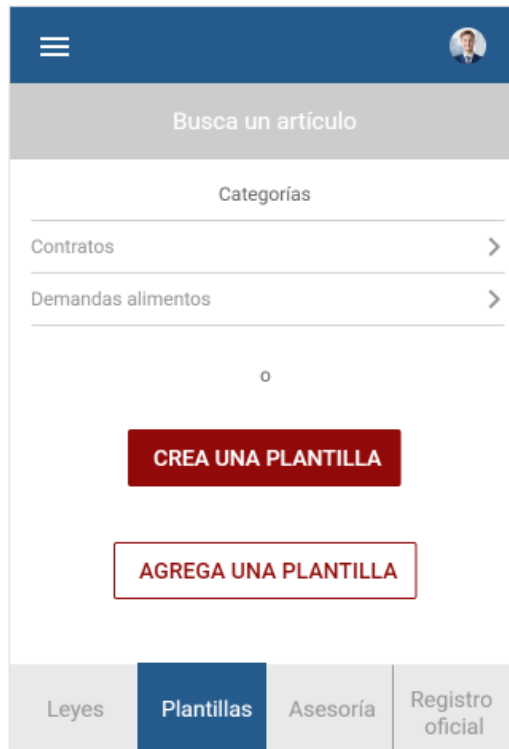 Busca un artículo
Categorías
Contratos
Demandas alimentos
o
CREA UNA PLANTILLA
AGREGA UNA PLANTILLA
Leyes
Plantillas
Asesoría
Registro
oficial